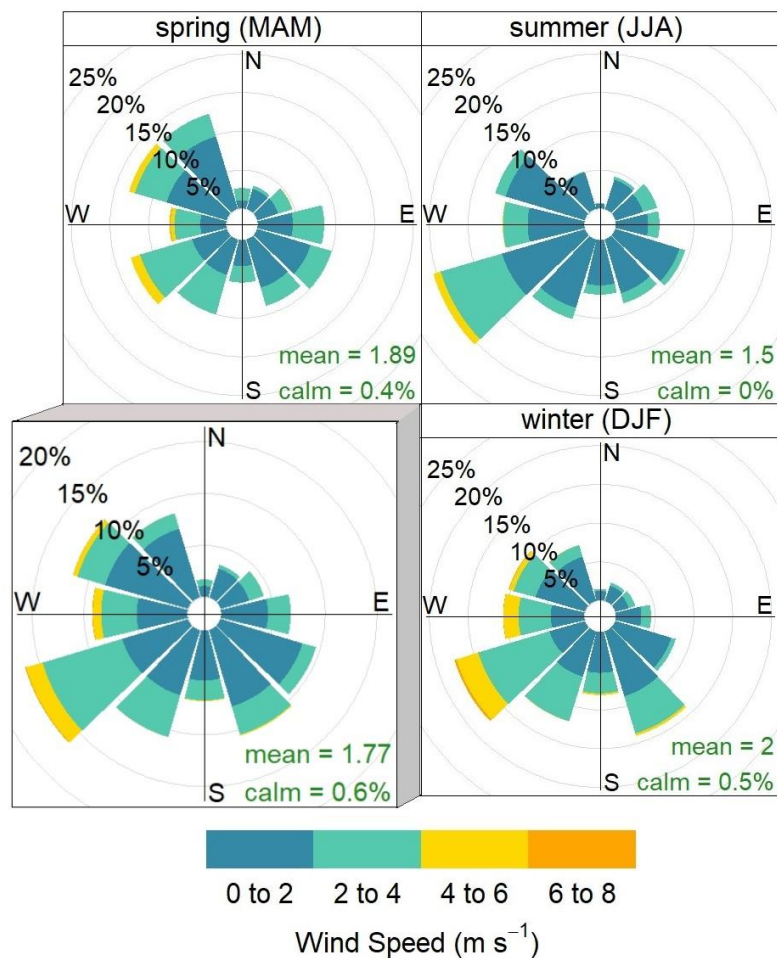 spring (MAM)
N
25%
20%
15%
10%
5%
W
E
S
mean = 1.89
calm = 0.4%
summer (JJA)
N
25%
20%
15%
10%
5%
W
E
S
mean = 1.5
calm = 0%
N
20%
15%
10%
5%
W
E
S
mean = 1.77
calm = 0.6%
winter (DJF)
N
25%
20%
15%
10%
5%
W
E
S
mean = 2
calm = 0.5%
0 to 2
2 to 4
4 to 6
6 to 8
Wind Speed (m s⁻¹)